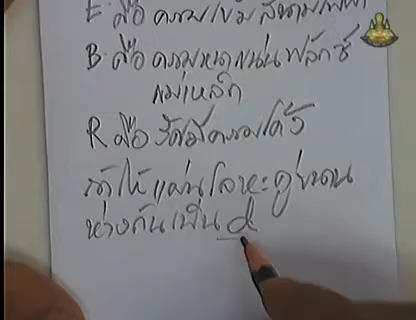 E คือ ความเข้มสนามไฟฟ้า
B คือ ความหนาแน่นฟลักซ์
แม่เหล็ก
R คือ รัศมีความโค้ง
ถ้าให้แผ่นโลหะคู่ขนาน
ห่างกันเป็น d